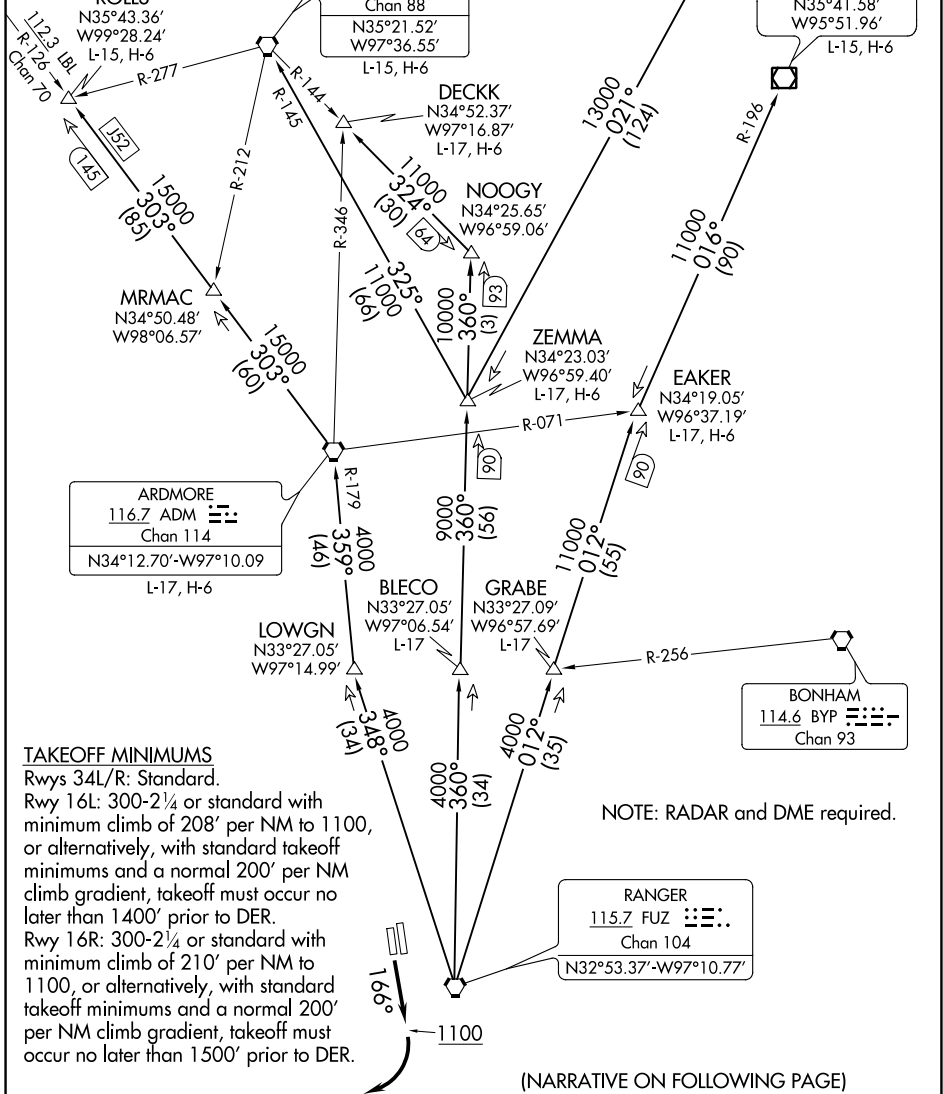 N35°43.36′
W99°28.24′
L-15, H-6
112.3 LBL
R-126
Chan 70
Chan 88
N35°21.52
W97°36.55′
L-15, H-6
N35°41.58′
W95°51.96′
L-15, H-6
R-277
R-144
R-145
R-212
J52
145
15000
303°
(85)
DECKK
N34°52.37′
W97°16.87′
L-17, H-6
13000
021°
(124)
R-196
11000
324°
(30)
64
NOOGY
N34°25.65′
W96°59.06′
R-346
325°
11000
(66)
93
10000
360°
(3)
11000
016°
(90)
MRMAC
N34°50.48′
W98°06.57′
15000
303°
(60)
ZEMMA
N34°23.03′
W96°59.40′
L-17, H-6
EAKER
N34°19.05′
W96°37.19′
L-17, H-6
R-071
90
90
ARDMORE
116.7 ADM
Chan 114
N34°12.70′-W97°10.09
L-17, H-6
R-179
4000
359°
(46)
9000
360°
(56)
11000
012°
(55)
LOWGN
N33°27.05′
W97°14.99′
BLECO
N33°27.05′
W97°06.54′
L-17
GRABE
N33°27.09′
W96°57.69′
L-17
R-256
BONHAM
114.6 BYP
Chan 93
4000
348°
(34)
4000
360°
(34)
4000
012°
(35)
TAKEOFF MINIMUMS
Rwys 34L/R: Standard.
Rwy 16L: 300-2¼ or standard with
minimum climb of 208′ per NM to 1100,
or alternatively, with standard takeoff
minimums and a normal 200′ per NM
climb gradient, takeoff must occur no
later than 1400′ prior to DER.
Rwy 16R: 300-2¼ or standard with
minimum climb of 210′ per NM to
1100, or alternatively, with standard
takeoff minimums and a normal 200′
per NM climb gradient, takeoff must
occur no later than 1500′ prior to DER.
NOTE: RADAR and DME required.
RANGER
115.7 FUZ
Chan 104
N32°53.37′-W97°10.77′
166°
1100
(NARRATIVE ON FOLLOWING PAGE)